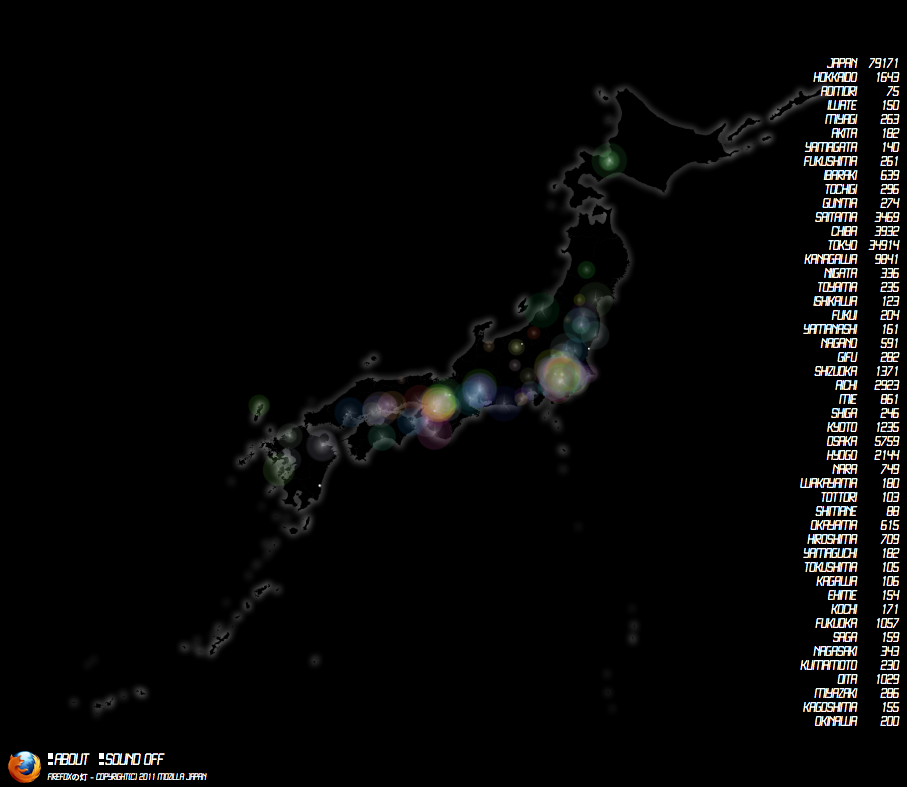 JAPAN 79171
HOKKAIDO 1643
AOMORI 75
IWATE 150
MIYAGI 263
AKITA 182
YAMAGATA 140
FUKUSHIMA 261
IBARAKI 639
TOCHIGI 296
GUNMA 274
SAITAMA 3469
CHIBA 3932
TOKYO 34914
KANAGAWA 9841
NIGATA 336
TOYAMA 235
ISHIKAWA 123
FUKUI 204
YAMANASHI 161
NAGANO 591
GIFU 282
SHIZUOKA 1371
AICHI 2923
MIE 861
SHIGA 246
KYOTO 1235
OSAKA 5759
HYOGO 2144
NARA 749
WAKAYAMA 180
TOTTORI 103
SHIMANE 88
OKAYAMA 615
HIROSHIMA 709
YAMAGUCHI 182
TOKUSHIMA 105
KAGAWA 106
EHIME 154
KOCHI 171
FUKUOKA 1057
SAGA 159
NAGASAKI 343
KUMAMOTO 230
OITA 1029
MIYAZAKI 286
KAGOSHIMA 155
OKINAWA 200
ABOUT SOUND OFF
FIREFOXの灯 - COPYRIGHT(C) 2011 MOZILLA JAPAN